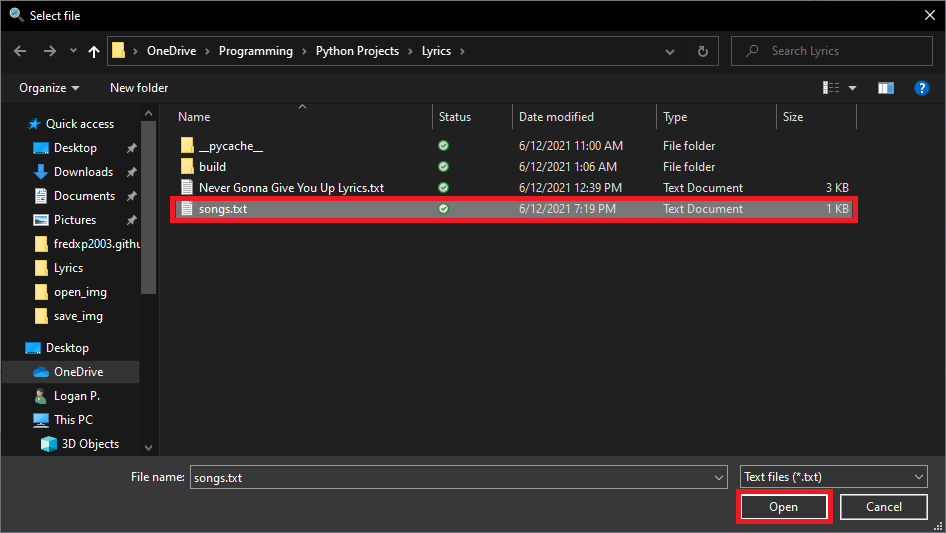 Select file
OneDrive > Programming > Python Projects > Lyrics >
Search Lyrics
Organize New folder
Name Status Date modified Type Size
Quick access
Desktop
Downloads
Documents
Pictures
fredxp2003.githu
Lyrics
open_img
save_img
Desktop
OneDrive
Logan P.
This PC
3D Objects
__pycache__ 6/12/2021 11:00 AM File folder
build 6/12/2021 1:06 AM File folder
Never Gonna Give You Up Lyrics.txt 6/12/2021 12:39 PM Text Document 3 KB
songs.txt 6/12/2021 7:19 PM Text Document 1 KB
File name: songs.txt Text files (*.txt)
Open Cancel